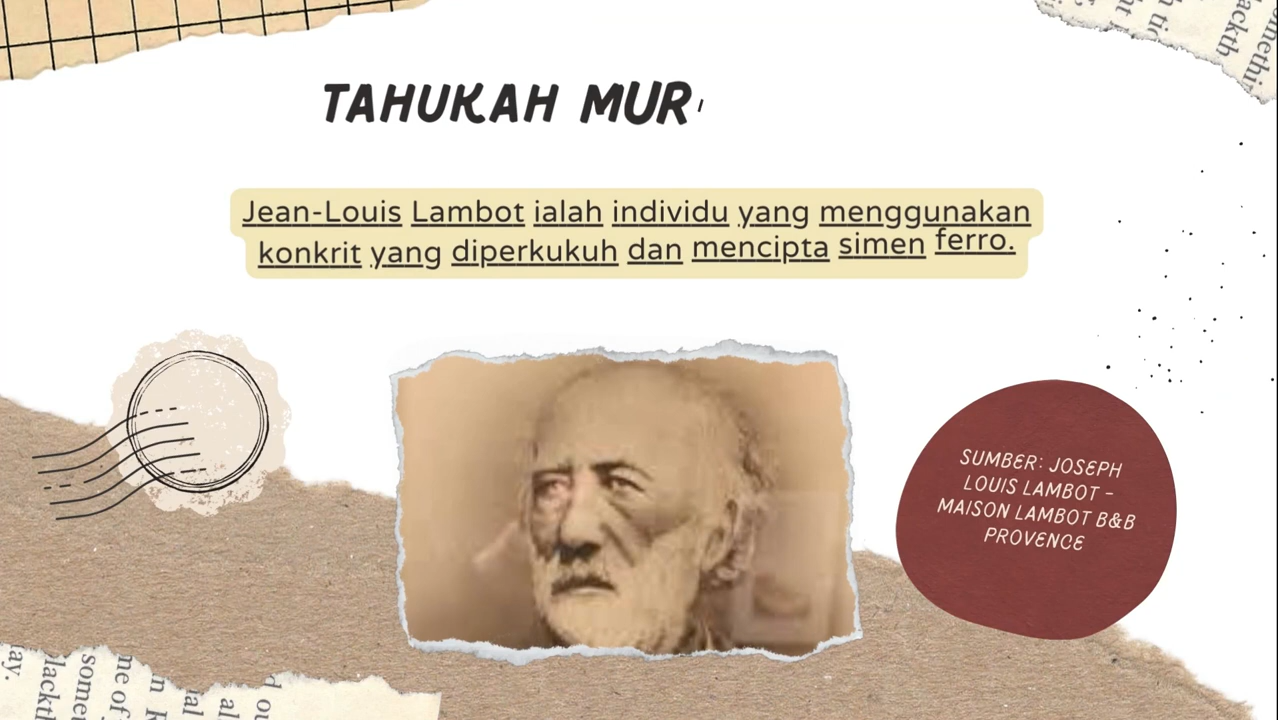 TAHUKAH MUR
Jean-Louis Lambot ialah individu yang menggunakan
konkrit yang diperkukuh dan mencipta simen ferro.
SUMBER: JOSEPH
LOUIS LAMBOT -
MAISON LAMBOT B&B
PROVENCE